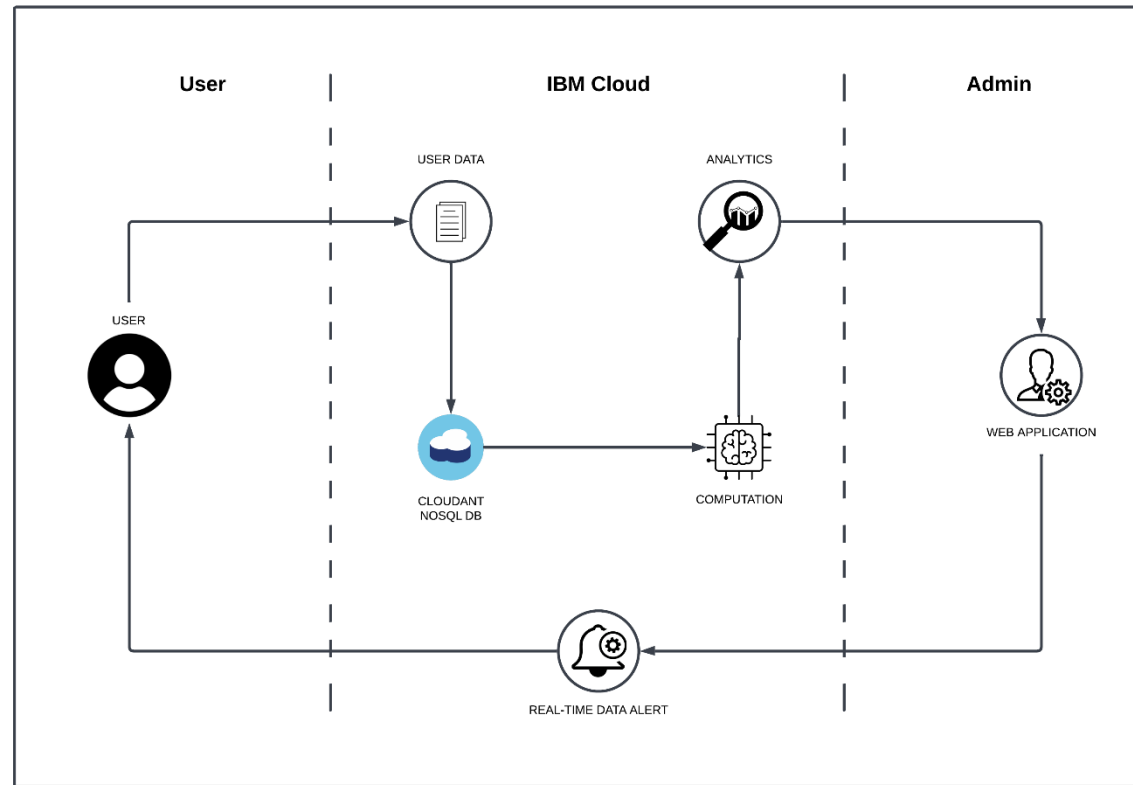 User
IBM Cloud
Admin
USER DATA
ANALYTICS
USER
WEB APPLICATION
CLOUDANT
NOSQL DB
COMPUTATION
REAL-TIME DATA ALERT